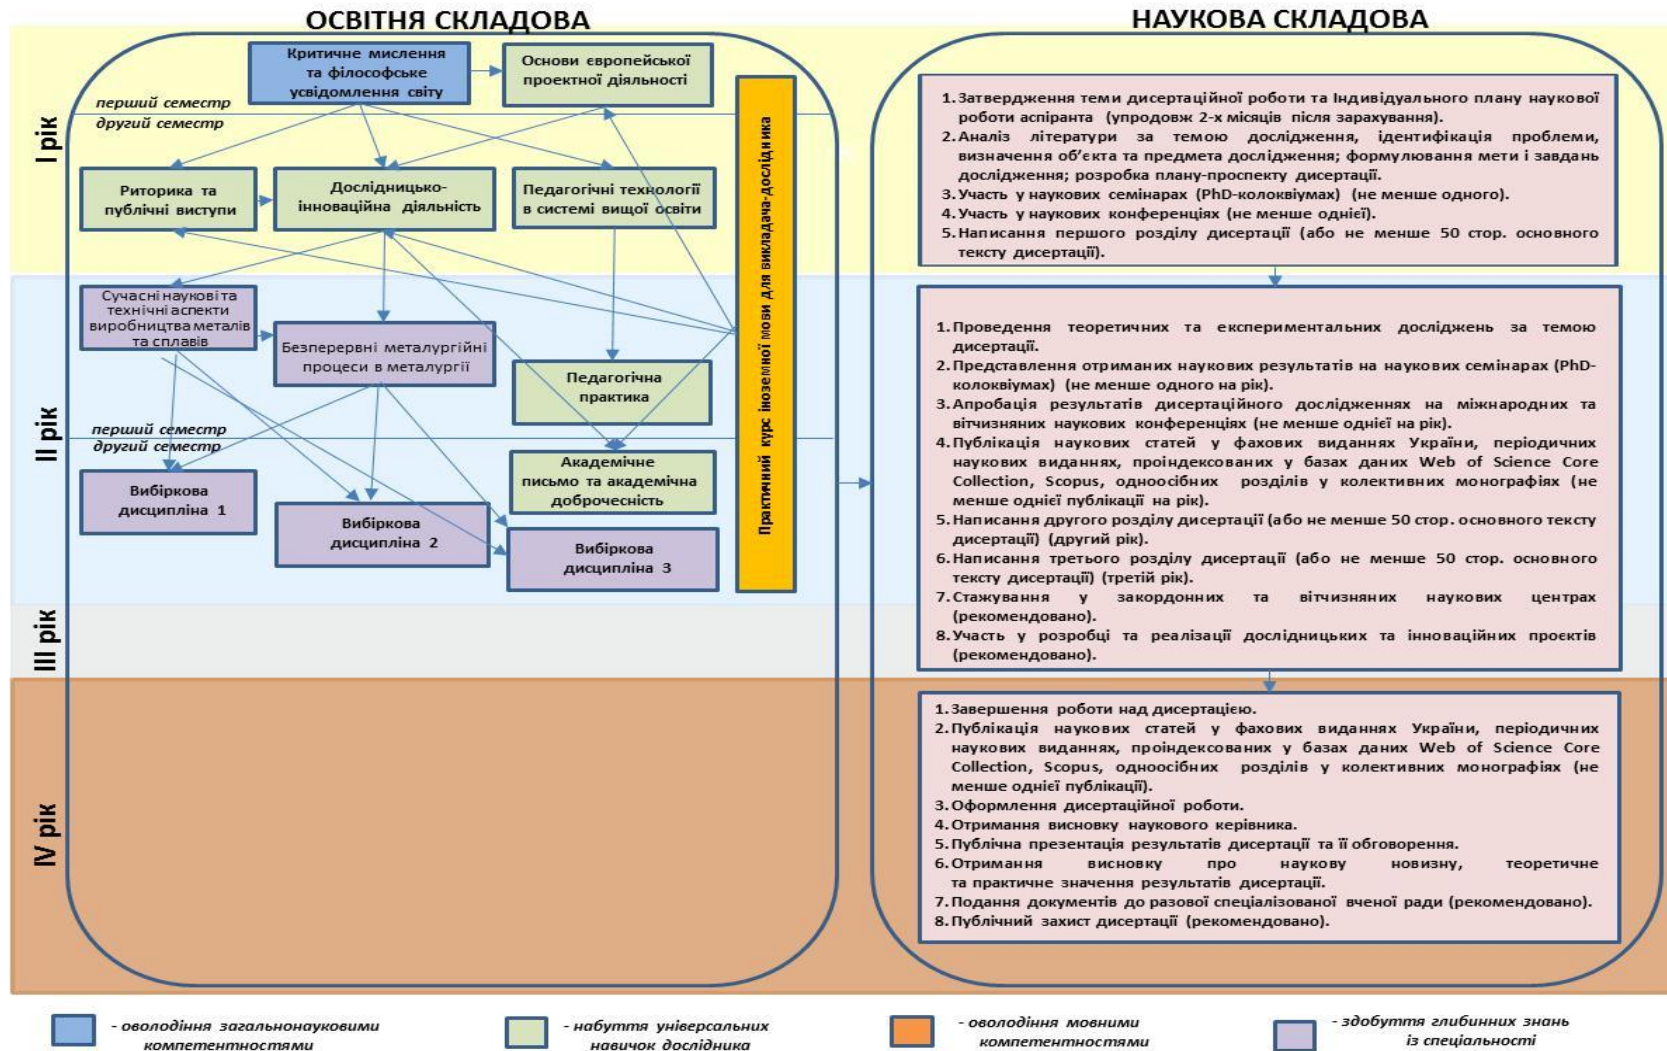 ОСВІТНЯ СКЛАДОВА
НАУКОВА СКЛАДОВА
I рік
Критичне мислення
та філософське
усвідомлення світу
Основи європейської
проектної діяльності
перший семестр
другий семестр
Риторика та
публічні виступи
Дослідницько-
інноваційна діяльність
Педагогічні технології
в системі вищої освіти
Практичний курс іноземної мови для викладача-дослідника
II рік
Сучасні наукові та
технічні аспекти
виробництва металів
та сплавів
Безперервні металургійні
процеси в металургії
Педагогічна
практика
перший семестр
другий семестр
Вибіркова
дисципліна 1
Вибіркова
дисципліна 2
Академічне
письмо та академічна
доброчесність
Вибіркова
дисципліна 3
III рік
IV рік
1. Затвердження теми дисертаційної роботи та Індивідуального плану наукової
роботи аспіранта (упродовж 2-х місяців після зарахування).
2. Аналіз літератури за темою дослідження, ідентифікація проблеми,
визначення об’єкта та предмета дослідження; формулювання мети і завдань
дослідження; розробка плану-проспекту дисертації.
3. Участь у наукових семінарах (PhD-колоквіумах) (не менше одного).
4. Участь у наукових конференціях (не менше однієї).
5. Написання першого розділу дисертації (або не менше 50 стор. основного
тексту дисертації).
1. Проведення теоретичних та експериментальних досліджень за темою
дисертації.
2. Представлення отриманих наукових результатів на наукових семінарах (PhD-
колоквіумах) (не менше одного на рік).
3. Апробація результатів дисертаційного дослідженнях на міжнародних та
вітчизняних наукових конференціях (не менше однієї на рік).
4. Публікація наукових статей у фахових виданнях України, періодичних
наукових виданнях, проіндексованих у базах даних Web of Science Core
Collection, Scopus, одноосібних розділів у колективних монографіях (не
менше однієї публікації на рік).
5. Написання другого розділу дисертації (або не менше 50 стор. основного тексту
дисертації) (другий рік).
6. Написання третього розділу дисертації (або не менше 50 стор. основного
тексту дисертації) (третій рік).
7. Стажування у закордонних та вітчизняних наукових центрах
(рекомендовано).
8. Участь у розробці та реалізації дослідницьких та інноваційних проєктів
(рекомендовано).
1. Завершення роботи над дисертацією.
2. Публікація наукових статей у фахових виданнях України, періодичних
наукових виданнях, проіндексованих у базах даних Web of Science Core
Collection, Scopus, одноосібних розділів у колективних монографіях (не
менше однієї публікації).
3. Оформлення дисертаційної роботи.
4. Отримання висновку наукового керівника.
5. Публічна презентація результатів дисертації та її обговорення.
6. Отримання висновку про наукову новизну, теоретичне
та практичне значення результатів дисертації.
7. Подання документів до разової спеціалізованої вченої ради (рекомендовано).
8. Публічний захист дисертації (рекомендовано).
- оволодіння загальнонауковими
компетентностями
- набуття універсальних
навичок дослідника
- оволодіння мовними
компетентностями
- здобуття глибинних знань
із спеціальності